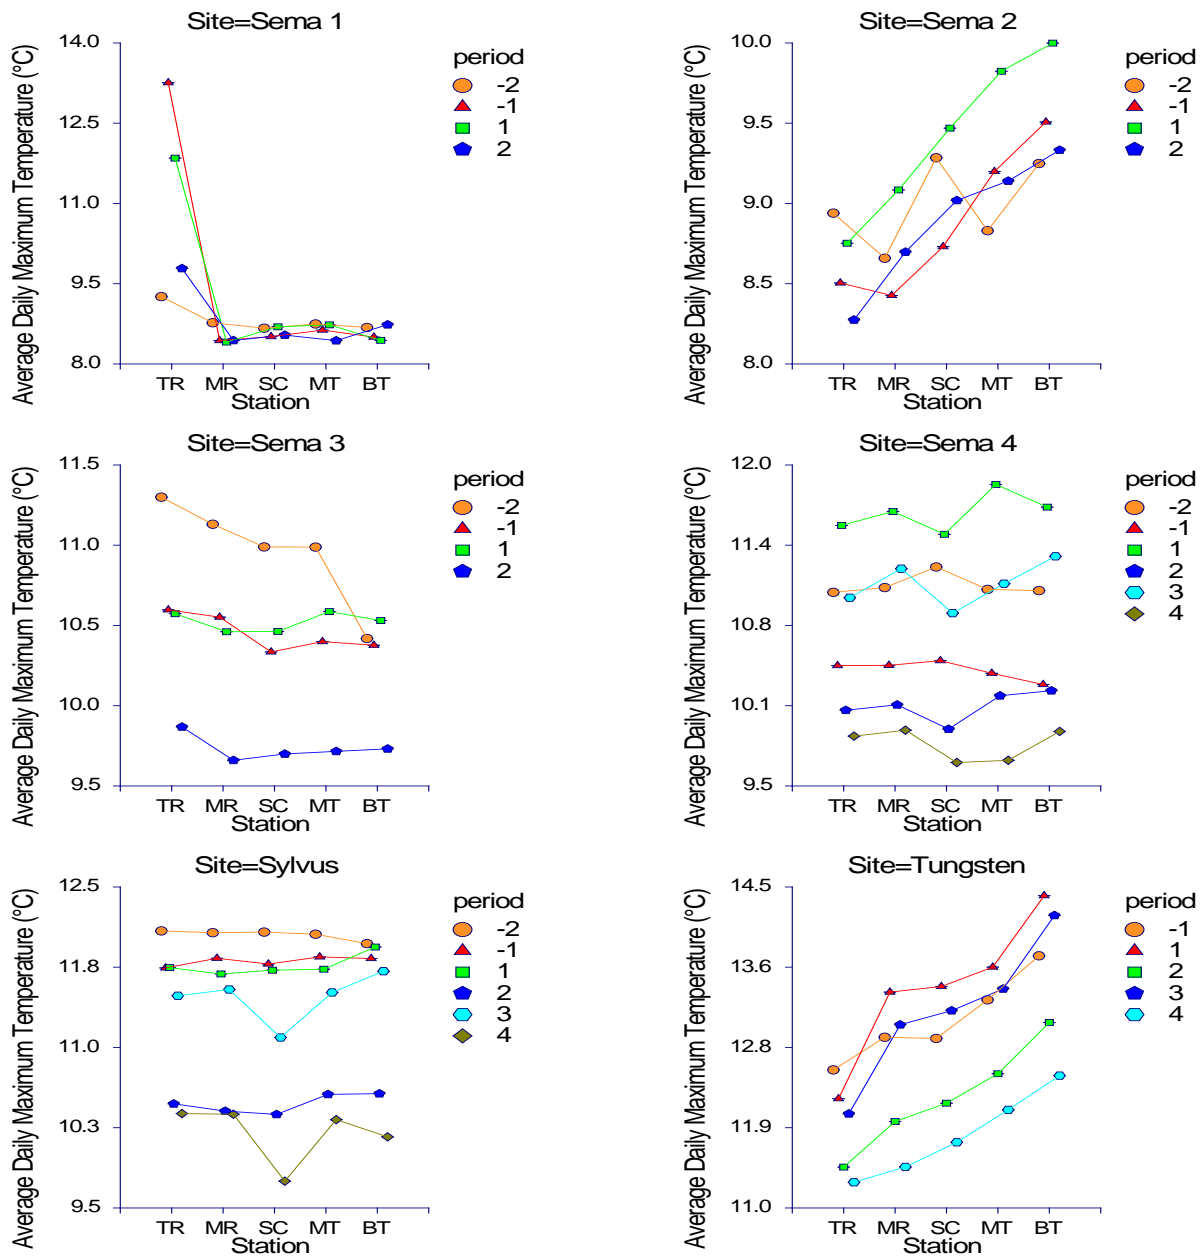 Site=Sema 1
Average Daily Maximum Temperature (°C)
14.0
12.5
11.0
9.5
8.0
TR MR SC MT BT
Station
period
-2
-1
1
2
Site=Sema 2
Average Daily Maximum Temperature (°C)
10.0
9.5
9.0
8.5
8.0
TR MR SC MT BT
Station
period
-2
-1
1
2
Site=Sema 3
Average Daily Maximum Temperature (°C)
11.5
11.0
10.5
10.0
9.5
TR MR SC MT BT
Station
period
-2
-1
1
2
Site=Sema 4
Average Daily Maximum Temperature (°C)
12.0
11.4
10.8
10.1
9.5
TR MR SC MT BT
Station
period
-2
-1
1
2
3
4
Site=Sylvus
Average Daily Maximum Temperature (°C)
12.5
11.8
11.0
10.3
9.5
TR MR SC MT BT
Station
period
-2
-1
1
2
3
4
Site=Tungsten
Average Daily Maximum Temperature (°C)
14.5
13.6
12.8
11.9
11.0
TR MR SC MT BT
Station
period
-1
1
2
3
4